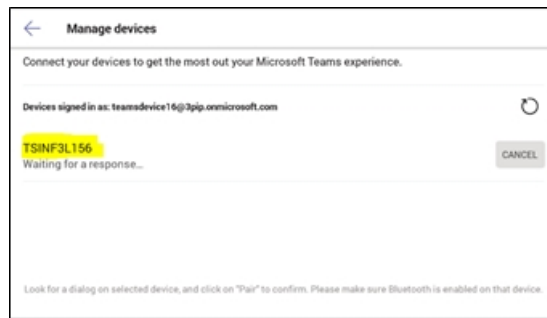 Manage devices
Connect your devices to get the most out your Microsoft Teams experience.
Devices signed in as: teamsdevice16@3pip.onmicrosoft.com
TSINF3L156
Waiting for a response...
CANCEL
Look for a dialog on selected device, and click on "Pair" to confirm. Please make sure Bluetooth is enabled on that device.